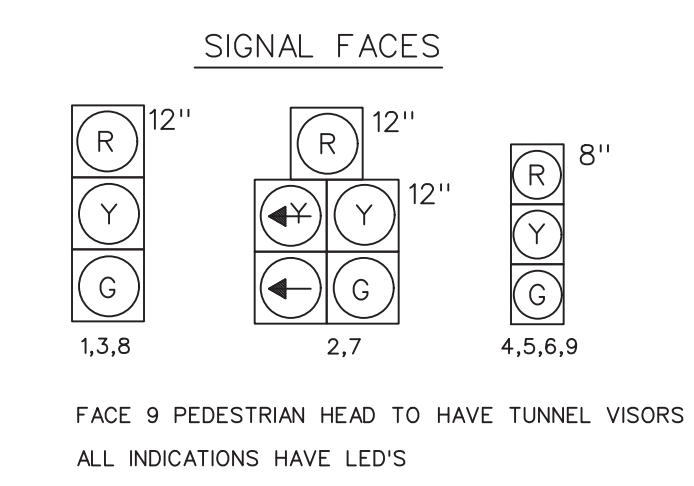 SIGNAL FACES
12"
R
Y
G
1,3,8
12"
R
12"
Y Y
G
2,7
8"
R
Y
G
4,5,6,9
FACE 9 PEDESTRIAN HEAD TO HAVE TUNNEL VISORS
ALL INDICATIONS HAVE LED'S